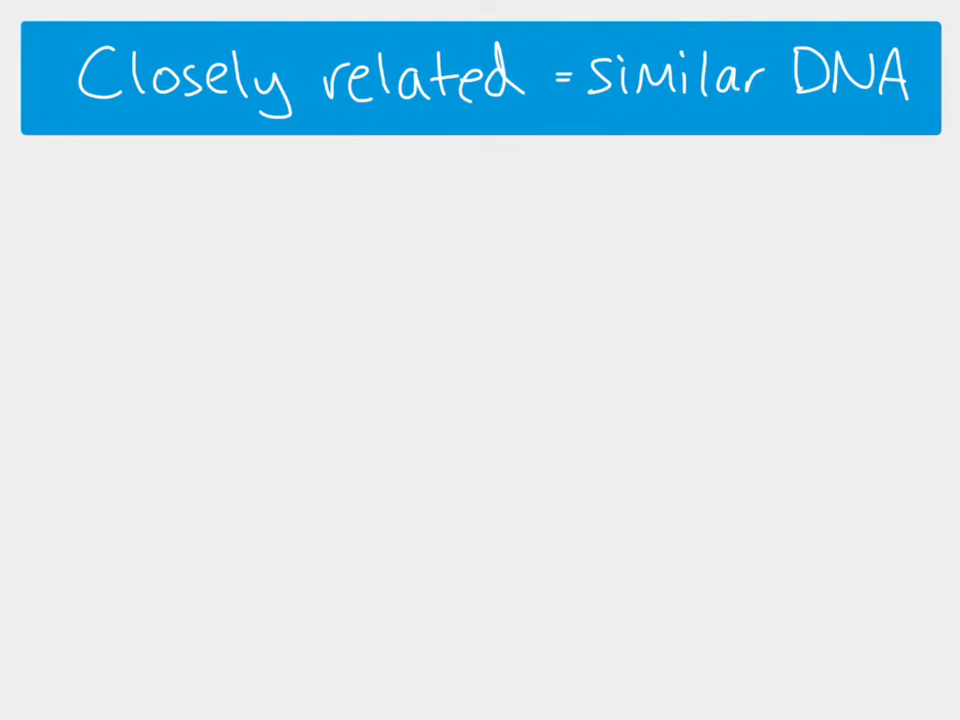 Closely related = similar DNA